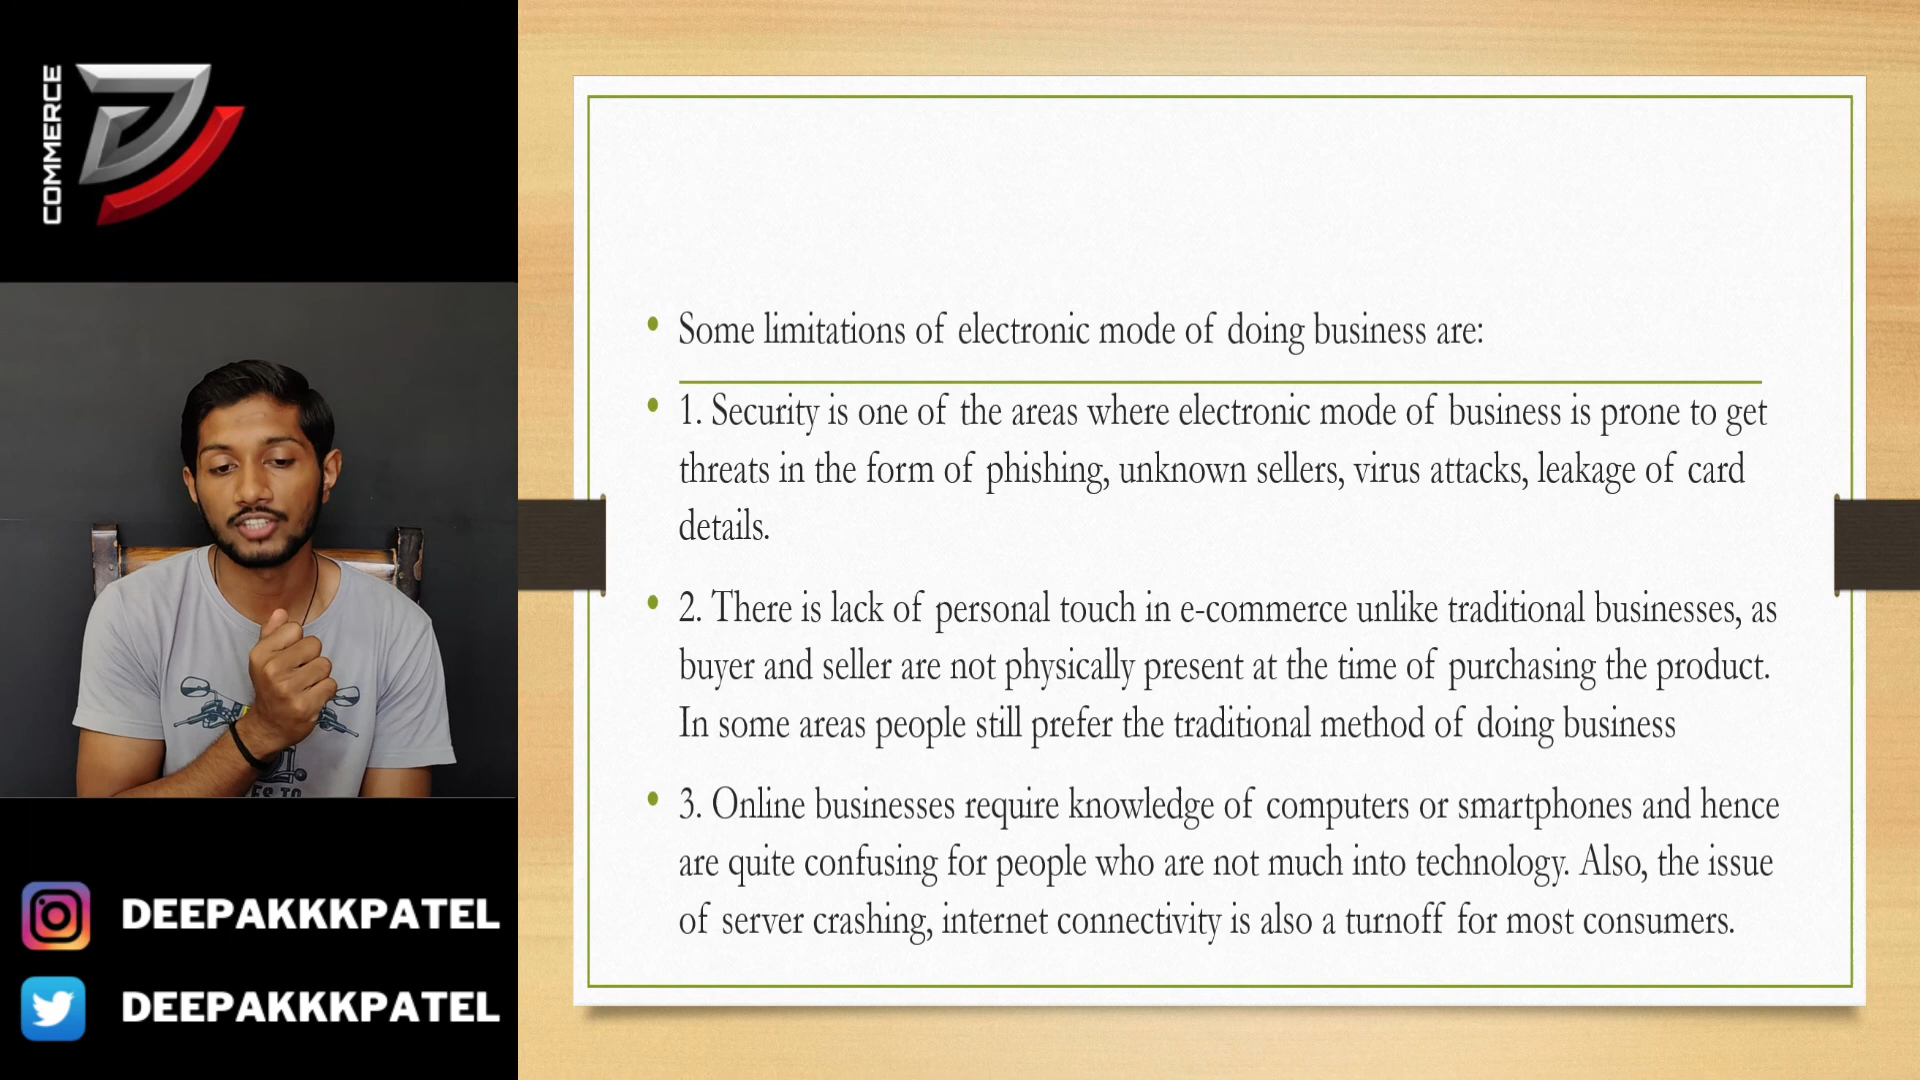 COMMERCE
DEEPAKKKPATEL
DEEPAKKKPATEL
• Some limitations of electronic mode of doing business are:
• 1. Security is one of the areas where electronic mode of business is prone to get
threats in the form of phishing, unknown sellers, virus attacks, leakage of card
details.
• 2. There is lack of personal touch in e-commerce unlike traditional businesses, as
buyer and seller are not physically present at the time of purchasing the product.
In some areas people still prefer the traditional method of doing business
• 3. Online businesses require knowledge of computers or smartphones and hence
are quite confusing for people who are not much into technology. Also, the issue
of server crashing, internet connectivity is also a turnoff for most consumers.